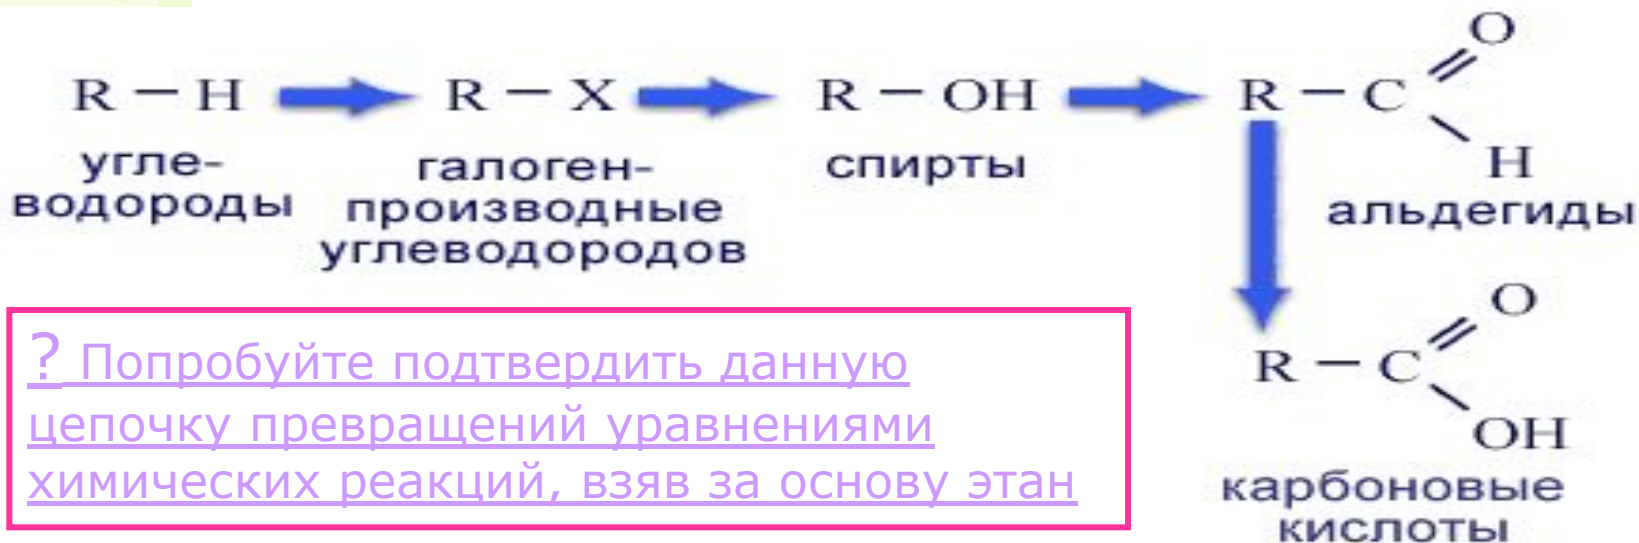 R – H → R – X → R – OH → R – C
O
H
угле-
водороды
галоген-
производные
углеводородов
спирты
альдегиды
? Попробуйте подтвердить данную
цепочку превращений уравнениями
химических реакций, взяв за основу этан
O
R – C
OH
карбоновые
кислоты